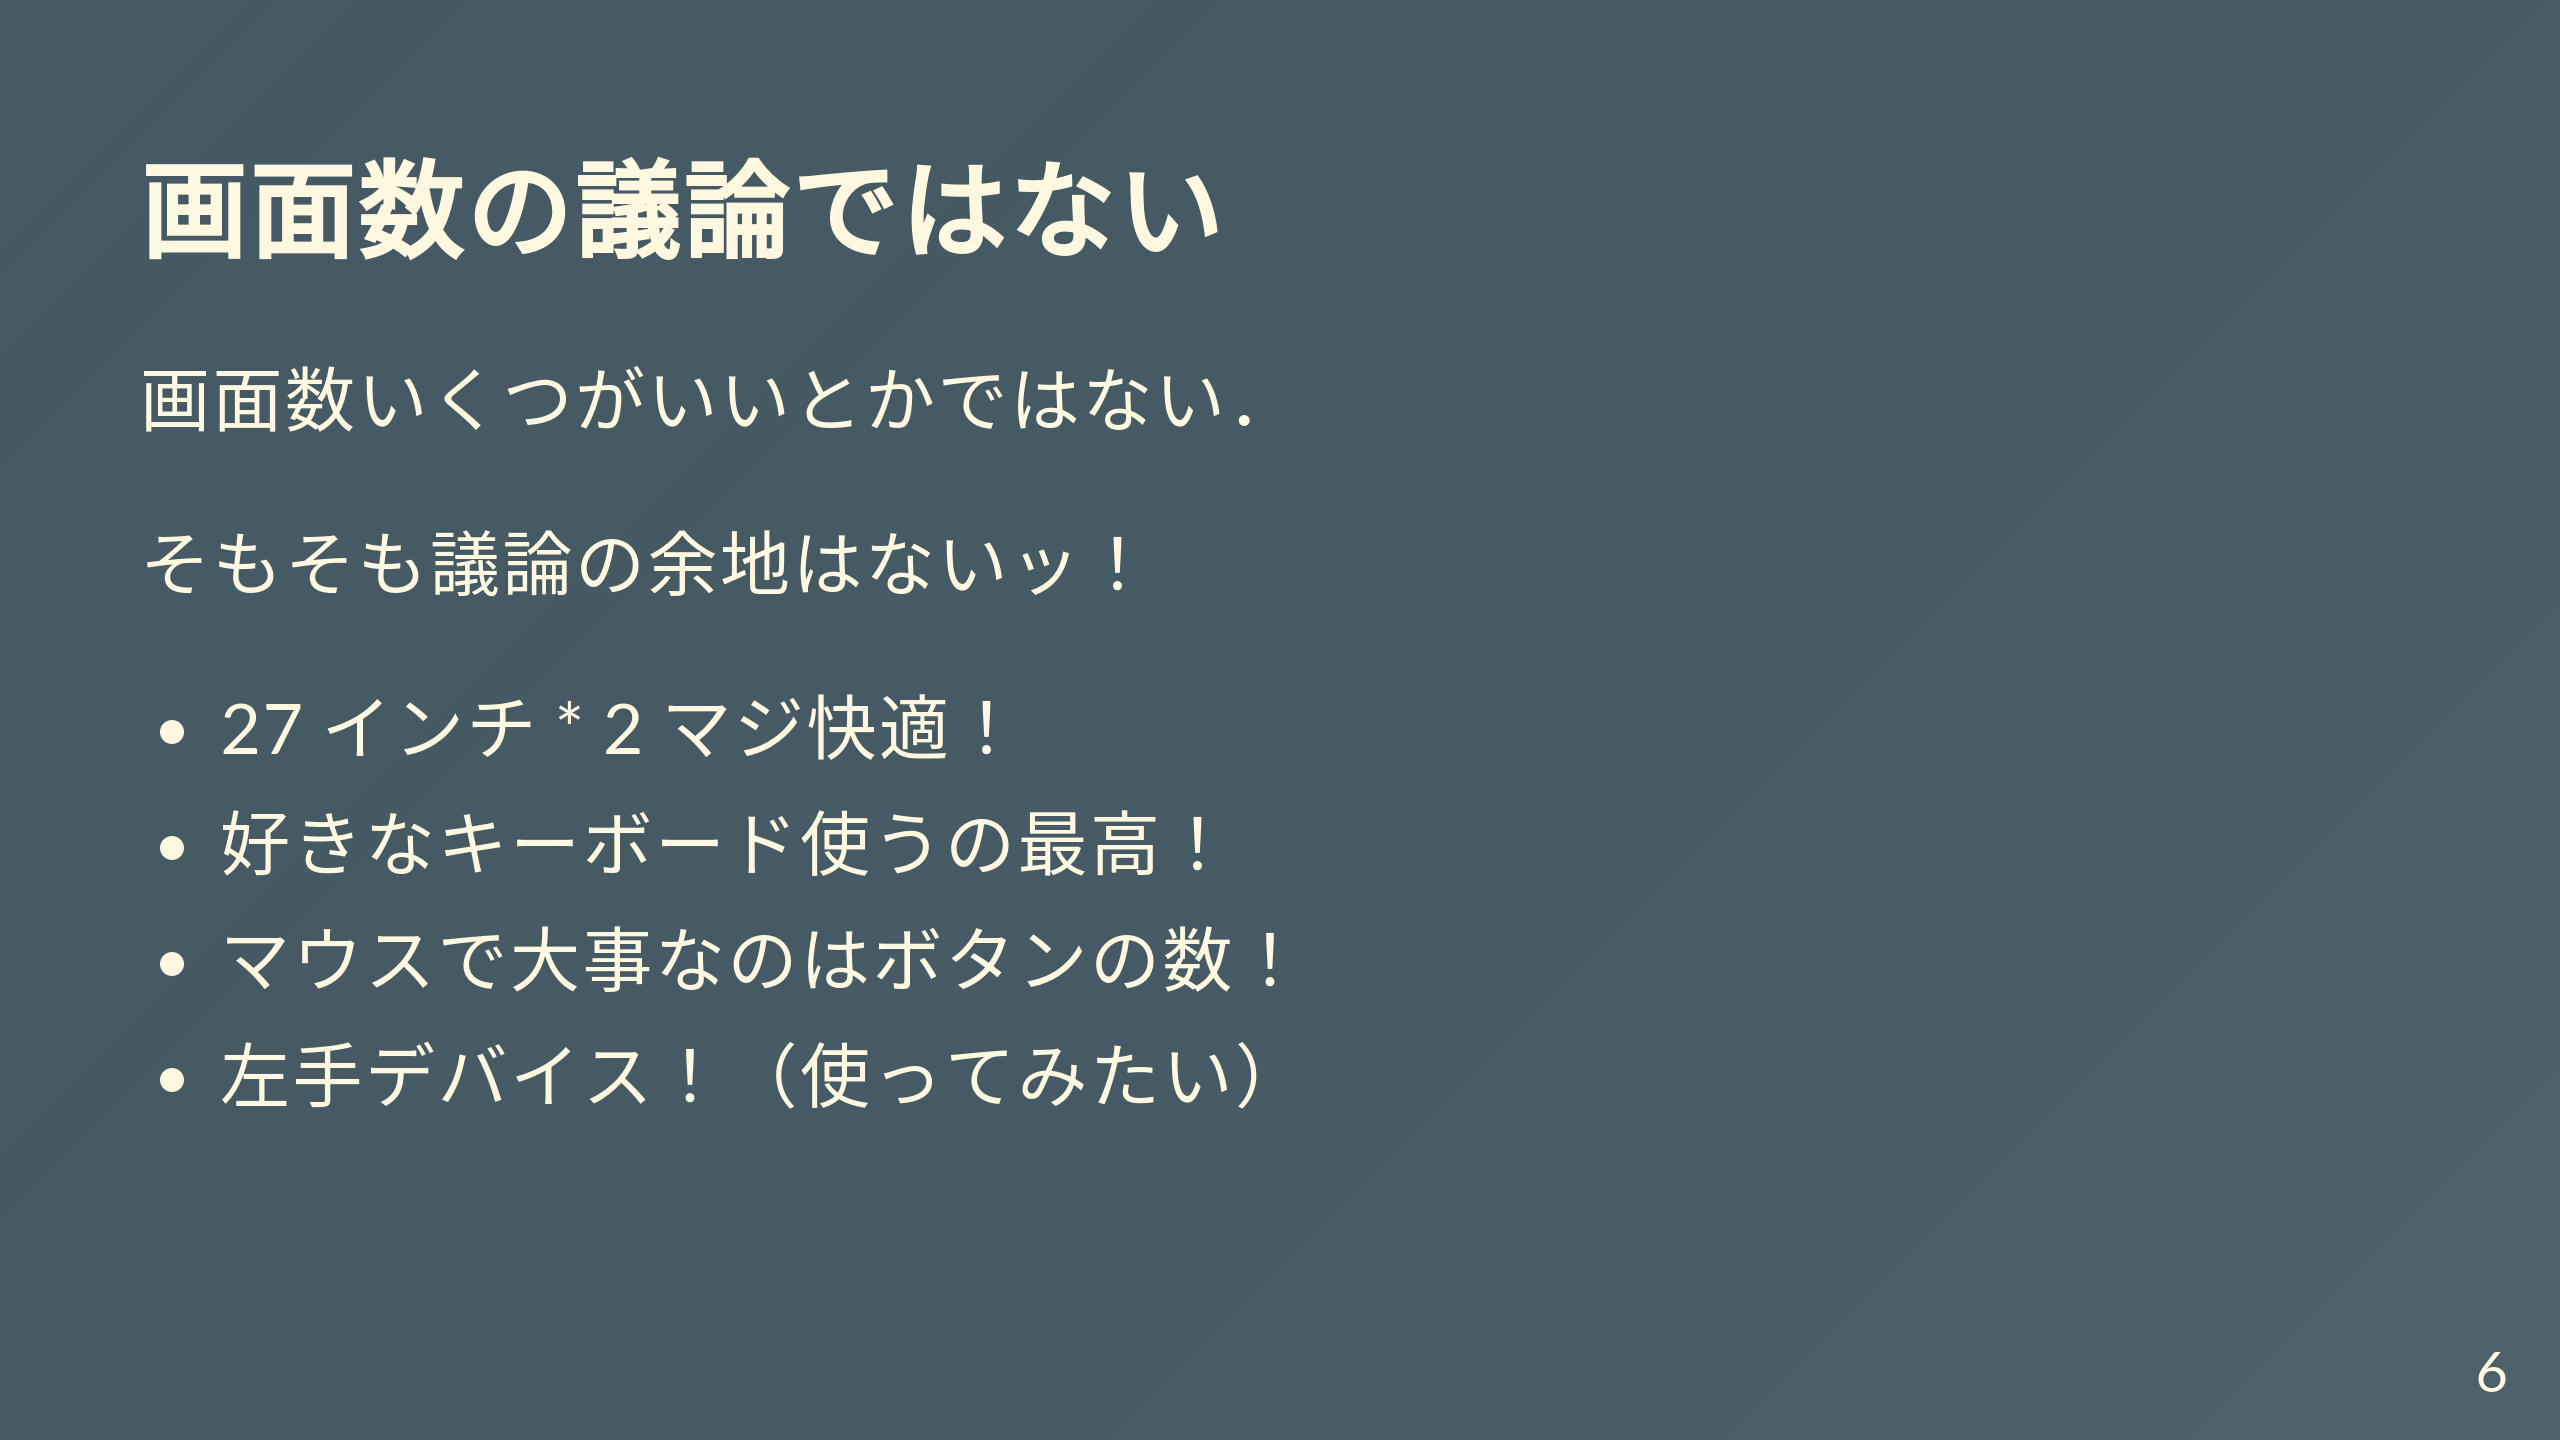 画面数の議論ではない
画面数いくつがいいとかではない．
そもそも議論の余地はないッ！
• 27 インチ * 2 マジ快適！
• 好きなキーボード使うの最高！
• マウスで大事なのはボタンの数！
• 左手デバイス！（使ってみたい）
6